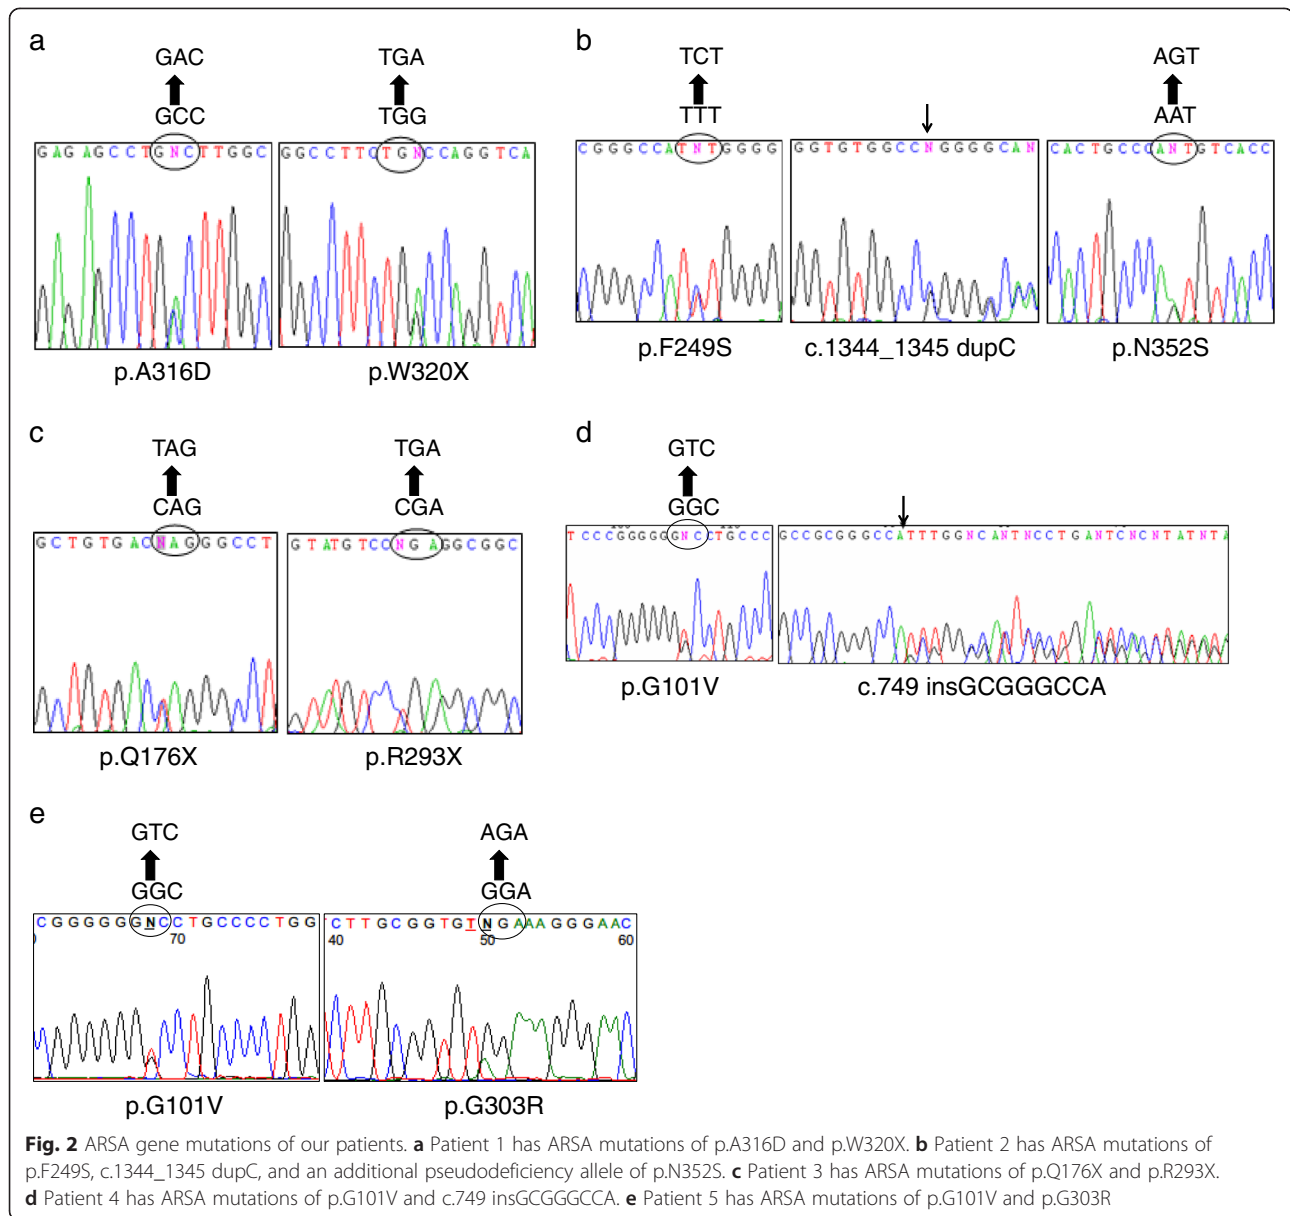 a
GAC
TGA
GCC
TGG
GAGAGCCTGNCTTGGC
GGCCTTCTGNCCAGGTCA
p.A316D
p.W320X
b
TCT
AGT
TTT
AAT
CGGGCCATNTGGGG
GGTGTGGCCNGGGGCAN
CACTGCCCANTGTCACC
p.F249S
c.1344_1345 dupC
p.N352S
c
TAG
TGA
CAG
CGA
GCTGTGACNAGGGCCT
GTATGTCCNGAGGCGGC
p.Q176X
p.R293X
d
GTC
GGC
TCCCGGGGGGNCCTGCCC
GCCGCGGGCCATTTGGNCANTNCCTGANTCNCNTATNTA
p.G101V
c.749 insGCGGGCCA
e
GTC
AGA
GGC
GGA
CGGGGGGNCCTGCCCCTGG
CTTGCGGTGTNGAAAGGGAAC
70
40 50 60
p.G101V
p.G303R
Fig. 2 ARSA gene mutations of our patients. a Patient 1 has ARSA mutations of p.A316D and p.W320X. b Patient 2 has ARSA mutations of
p.F249S, c.1344_1345 dupC, and an additional pseudodeficiency allele of p.N352S. c Patient 3 has ARSA mutations of p.Q176X and p.R293X.
d Patient 4 has ARSA mutations of p.G101V and c.749 insGCGGGCCA. e Patient 5 has ARSA mutations of p.G101V and p.G303R